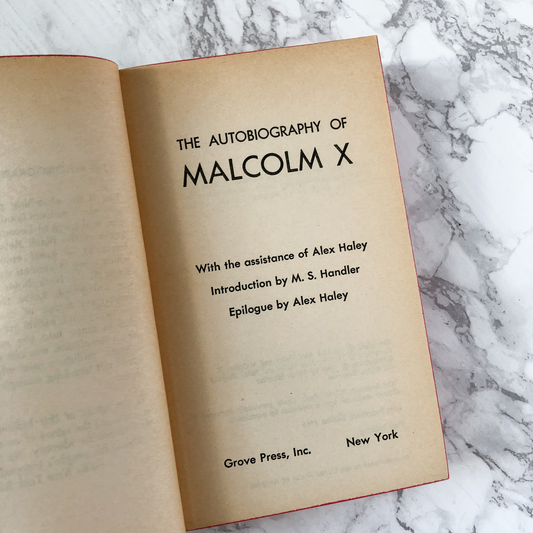 THE AUTOBIOGRAPHY OF
MALCOLM X
With the assistance of Alex Haley
Introduction by M. S. Handler
Epilogue by Alex Haley
Grove Press, Inc. New York